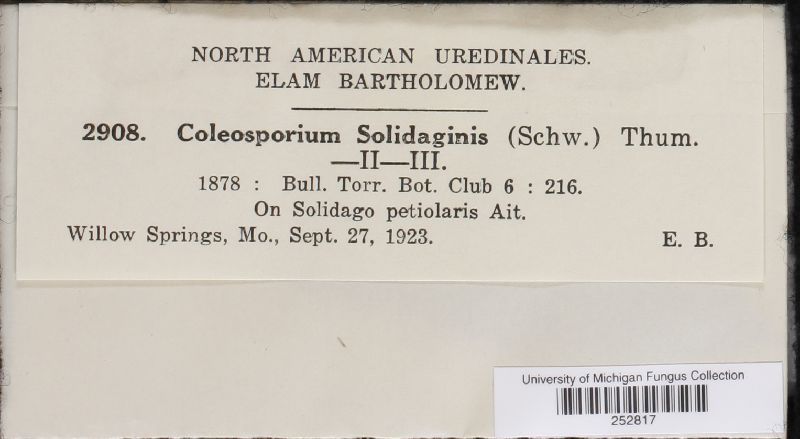 NORTH AMERICAN UREDINALES.
ELAM BARTHOLOMEW.
2908. Coleosporium Solidaginis (Schw.) Thum.
—II—III.
1878 : Bull. Torr. Bot. Club 6 : 216.
On Solidago petiolaris Ait.
Willow Springs, Mo., Sept. 27, 1923. E. B.
University of Michigan Fungus Collection
252817